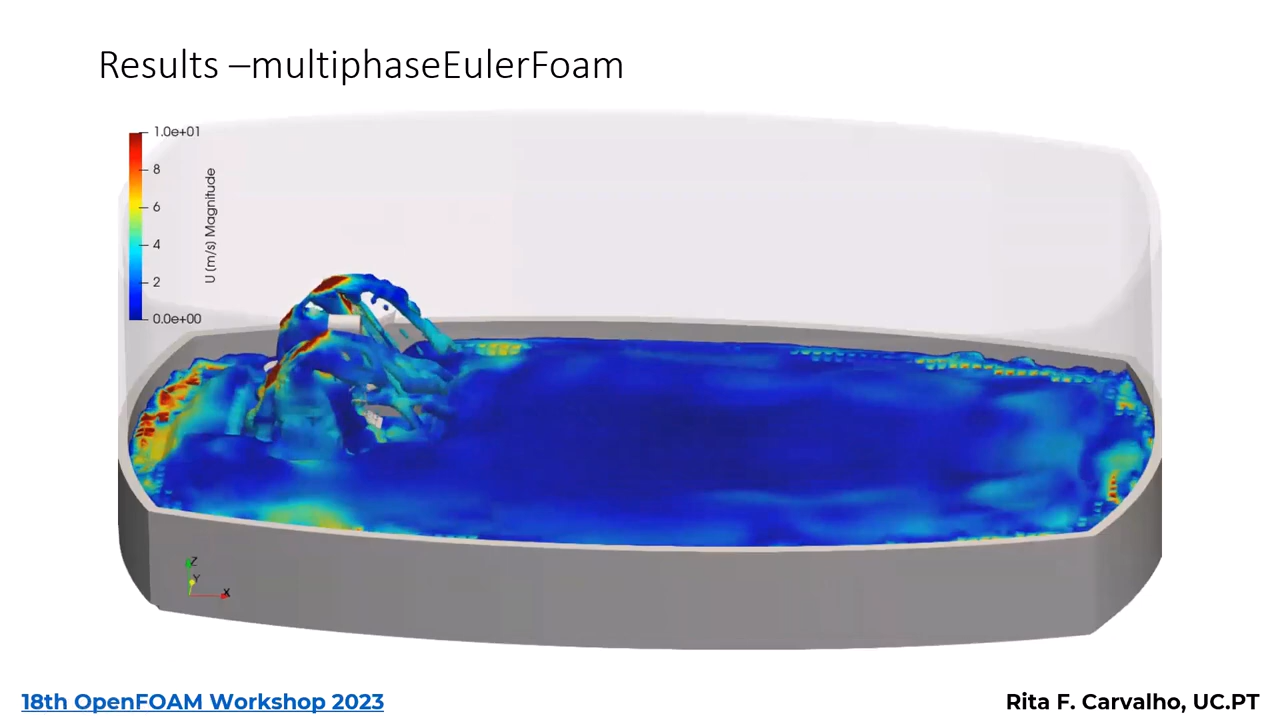 Results –multiphaseEulerFoam
1.0e+01
8
6
4
2
0.0e+00
U (m/s) Magnitude
Z
Y
X
18th OpenFOAM Workshop 2023
Rita F. Carvalho, UC.PT